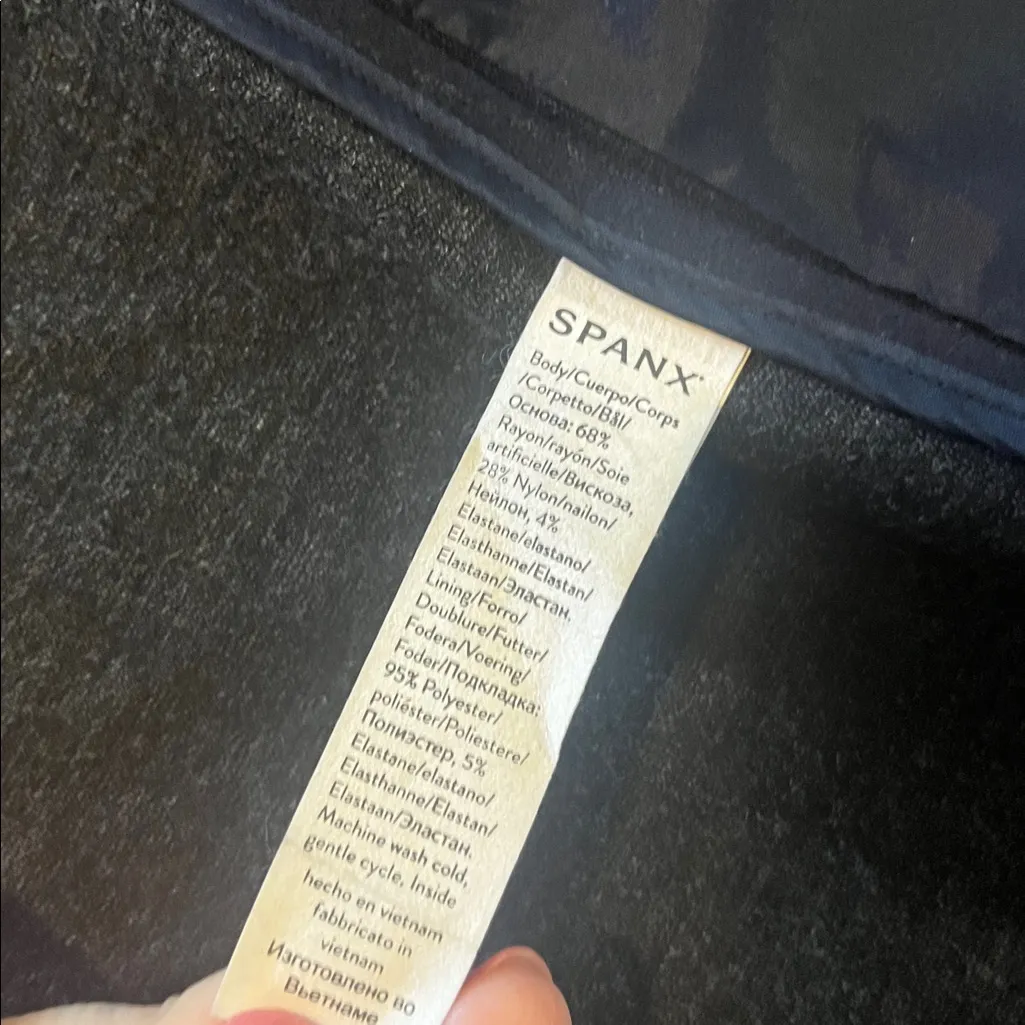 SPANX
Body/Cuerpo/Corps
/Corpetto/Bål/
Основа: 68%
Rayon/rayón/Soie
artificielle/Вискоза,
28% Nylon/nailon/
Нейлон, 4%
Elastane/elastano/
Elasthanne/Elastan/
Elastaan/Эластан.
Lining/Forro/
Doublure/Futter/
Fodera/Voering/
Foder/Подкладка:
95% Polyester/
poliéster/Poliestere/
Полиэстер, 5%
Elastane/elastano/
Elasthanne/Elastan/
Elastaan/Эластан.
Machine wash cold,
gentle cycle, Inside
hecho en vietnam
fabbricato in
vietnam
Изготовлено во
Вьетнаме